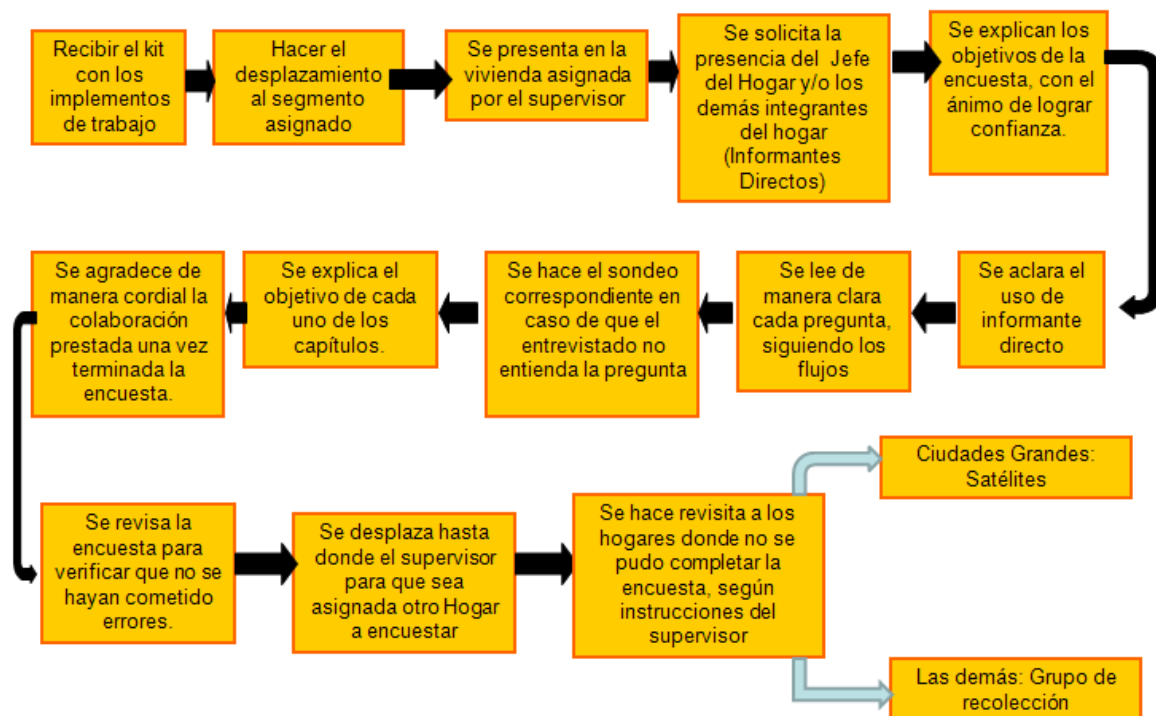 Recibir el kit
con los
implementos
de trabajo
Hacer el
desplazamiento
al segmento
asignado
Se presenta en la
vivienda asignada
por el supervisor
Se solicita la
presencia del Jefe
del Hogar y/o los
demás integrantes
del hogar
(Informantes
Directos)
Se explican los
objetivos de la
encuesta, con el
ánimo de lograr
confianza.
Se aclara el
uso de
informante
directo
Se lee de
manera clara
cada pregunta,
siguiendo los
flujos
Se hace el sondeo
correspondiente en
caso de que el
entrevistado no
entienda la pregunta
Se explica el
objetivo de cada
uno de los
capítulos.
Se agradece de
manera cordial la
colaboración
prestada una vez
terminada la
encuesta.
Se revisa la
encuesta para
verificar que no se
hayan cometido
errores.
Se desplaza hasta
donde el supervisor
para que sea
asignada otro Hogar
a encuestar
Se hace revisita a los
hogares donde no se
pudo completar la
encuesta, según
instrucciones del
supervisor
Ciudades Grandes:
Satélites
Las demás: Grupo de
recolección